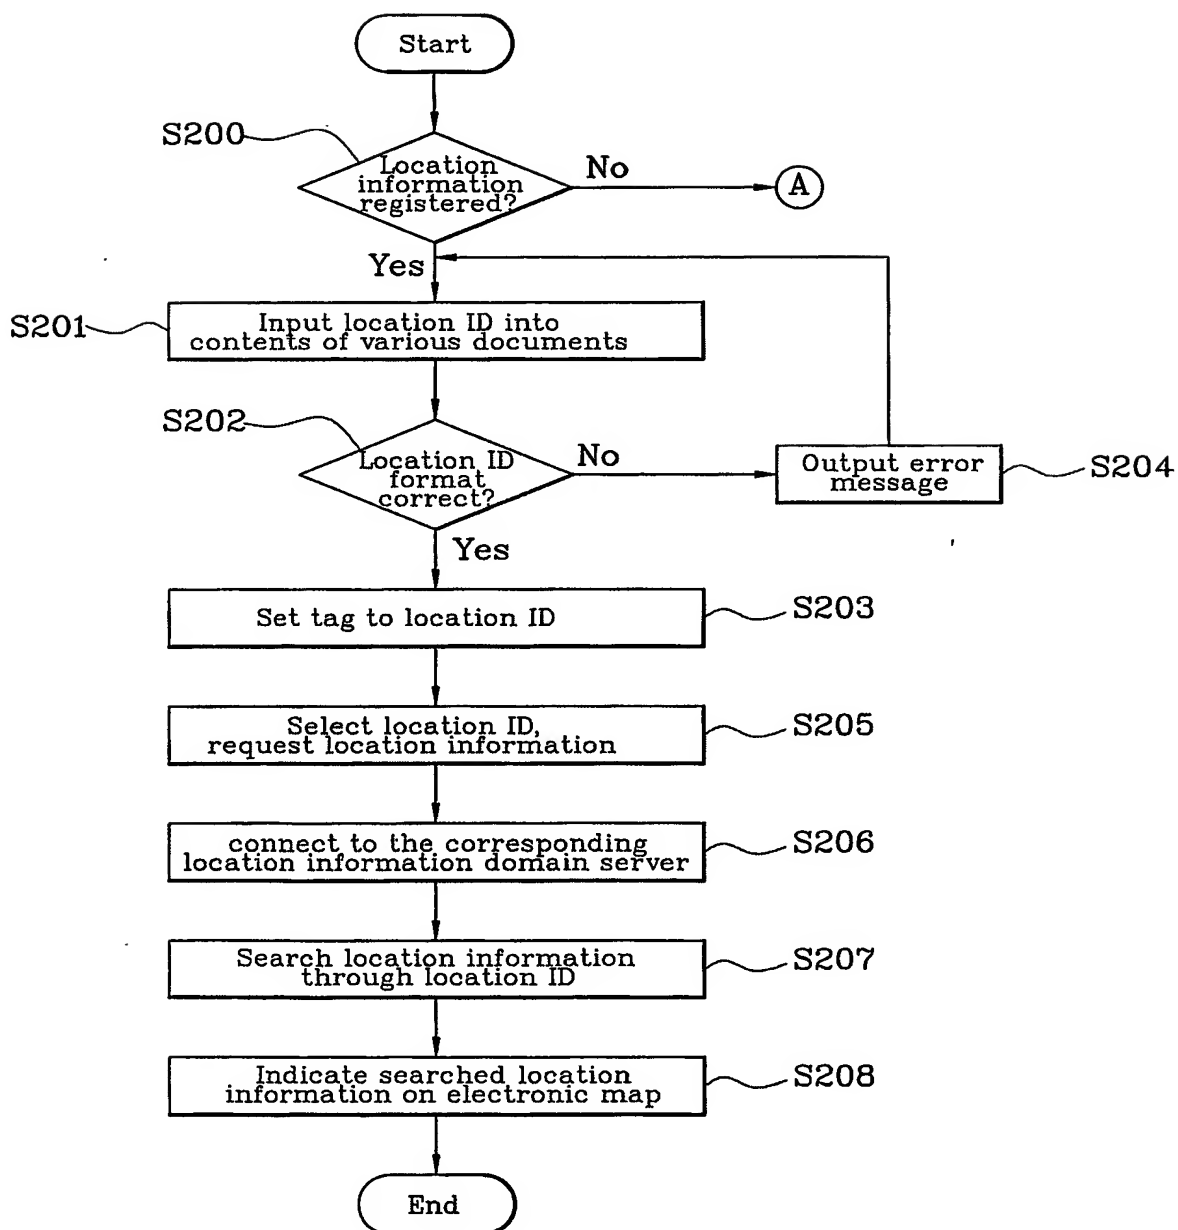 Start
S200
Location
information
registered?
No
A
Yes
S201
Input location ID into
contents of various documents
S202
Location ID
format
correct?
No
Output error
message
S204
Yes
Set tag to location ID
S203
Select location ID,
request location information
S205
connect to the corresponding
location information domain server
S206
Search location information
through location ID
S207
Indicate searched location
information on electronic map
S208
End